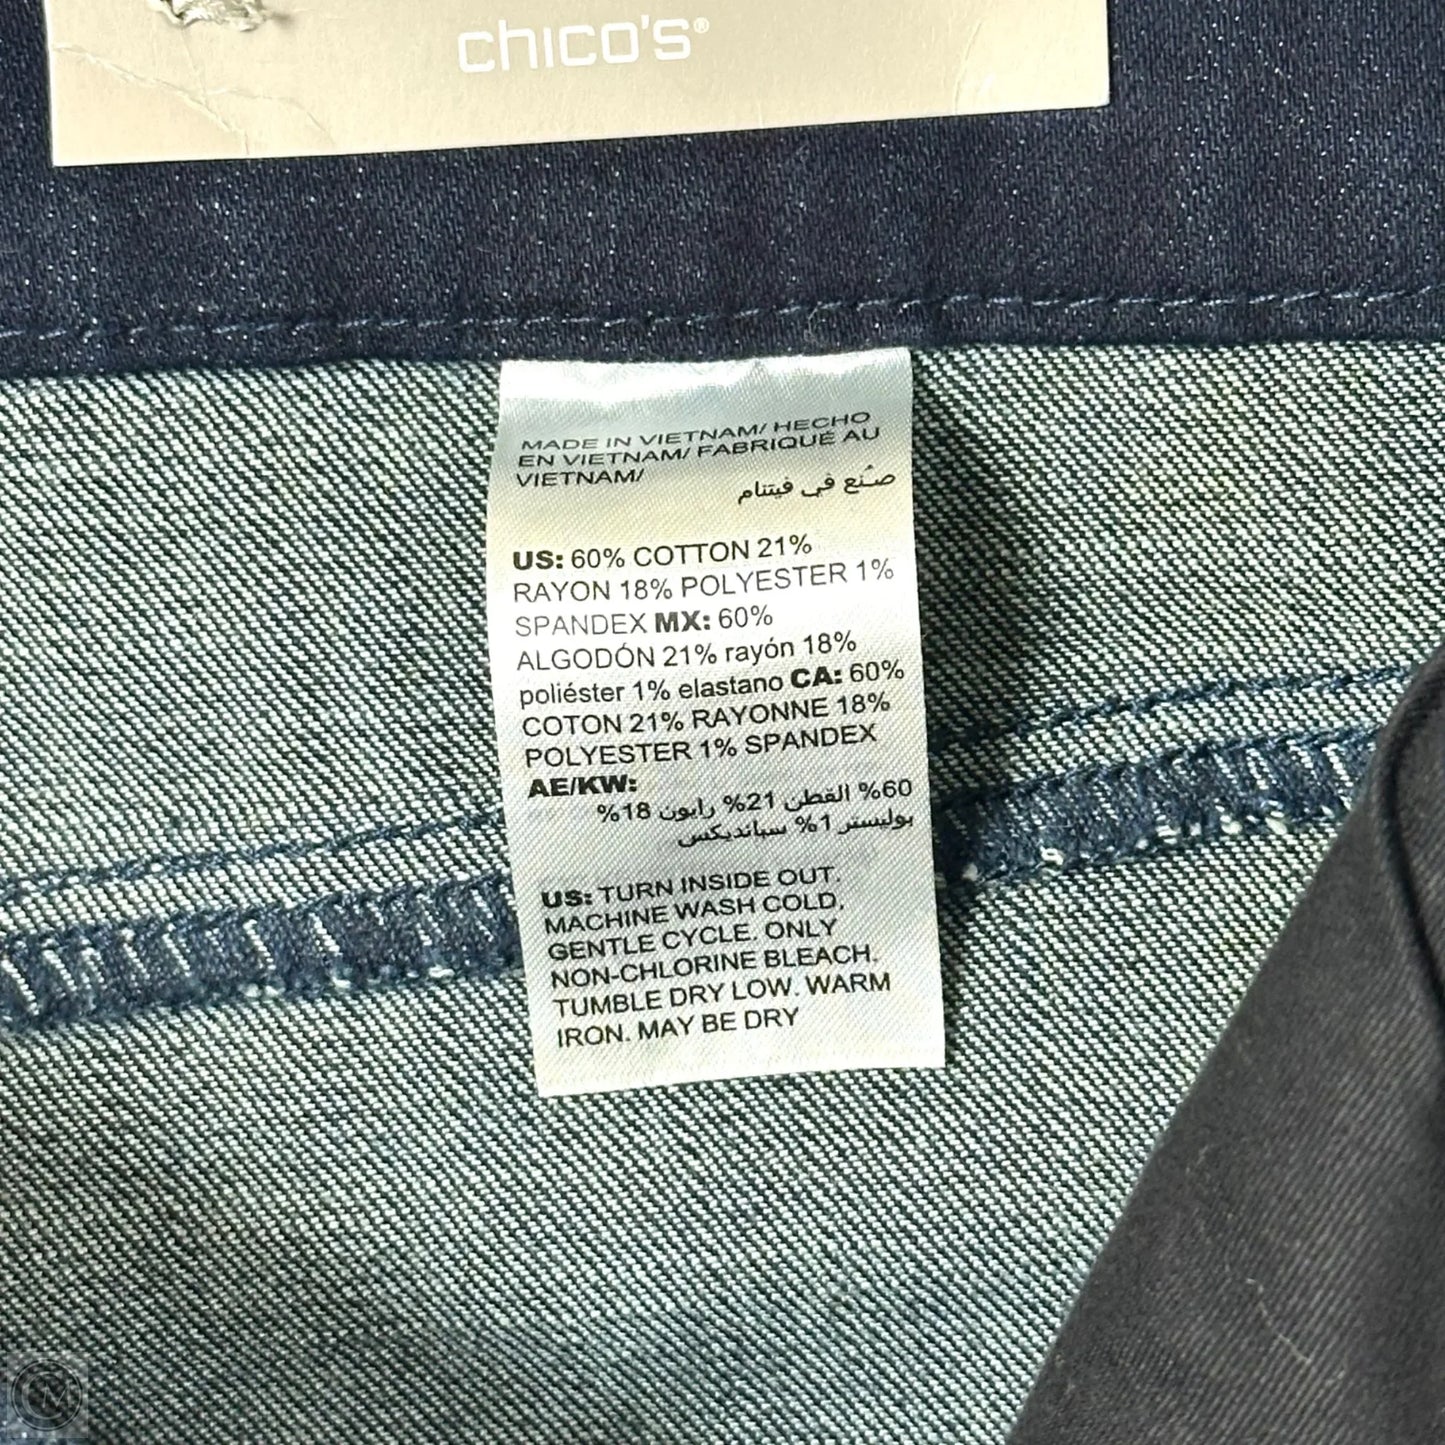 chico's®
MADE IN VIETNAM/ HECHO
EN VIETNAM/ FABRIQUÉ AU
VIETNAM/
صُنع في فيتنام
US: 60% COTTON 21%
RAYON 18% POLYESTER 1%
SPANDEX MX: 60%
ALGODÓN 21% rayón 18%
poliéster 1% elastano CA: 60%
COTON 21% RAYONNE 18%
POLYESTER 1% SPANDEX
AE/KW:
60% القطن 21% رايون 18%
بوليستر 1% سبانديكس
US: TURN INSIDE OUT.
MACHINE WASH COLD,
GENTLE CYCLE. ONLY
NON-CHLORINE BLEACH.
TUMBLE DRY LOW. WARM
IRON. MAY BE DRY
CM